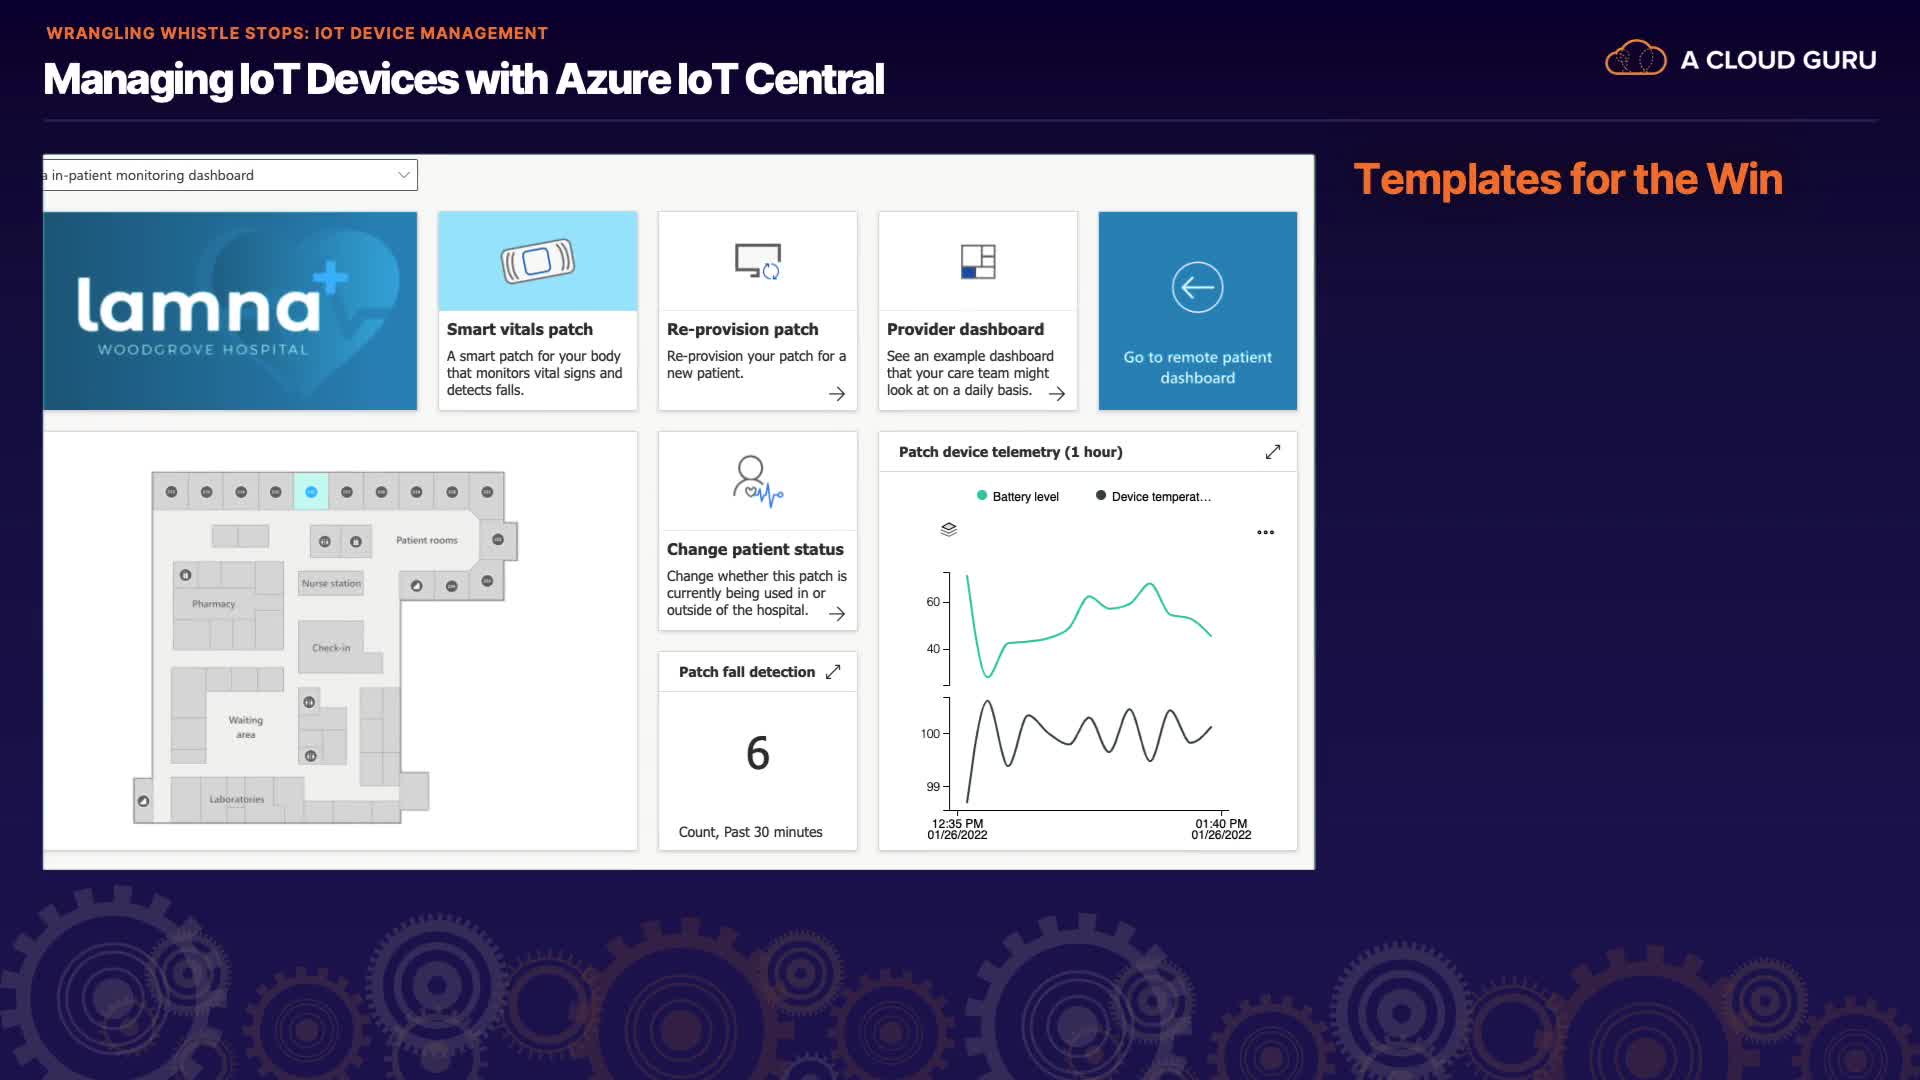 WRANGLING WHISTLE STOPS: IOT DEVICE MANAGEMENT
Managing IoT Devices with Azure IoT Central
A CLOUD GURU
a in-patient monitoring dashboard
Templates for the Win
lamna
WOODGROVE HOSPITAL
Smart vitals patch
A smart patch for your body
that monitors vital signs and
detects falls.
Re-provision patch
Re-provision your patch for a
new patient.
Provider dashboard
See an example dashboard
that your care team might
look at on a daily basis.
Go to remote patient
dashboard
Patient rooms
Nurse station
Pharmacy
Check-in
Waiting
area
Laboratories
Change patient status
Change whether this patch is
currently being used in or
outside of the hospital.
Patch fall detection
6
Count, Past 30 minutes
Patch device telemetry (1 hour)
Battery level
Device temperat...
60
40
100
99
12:35 PM
01/26/2022
01:40 PM
01/26/2022